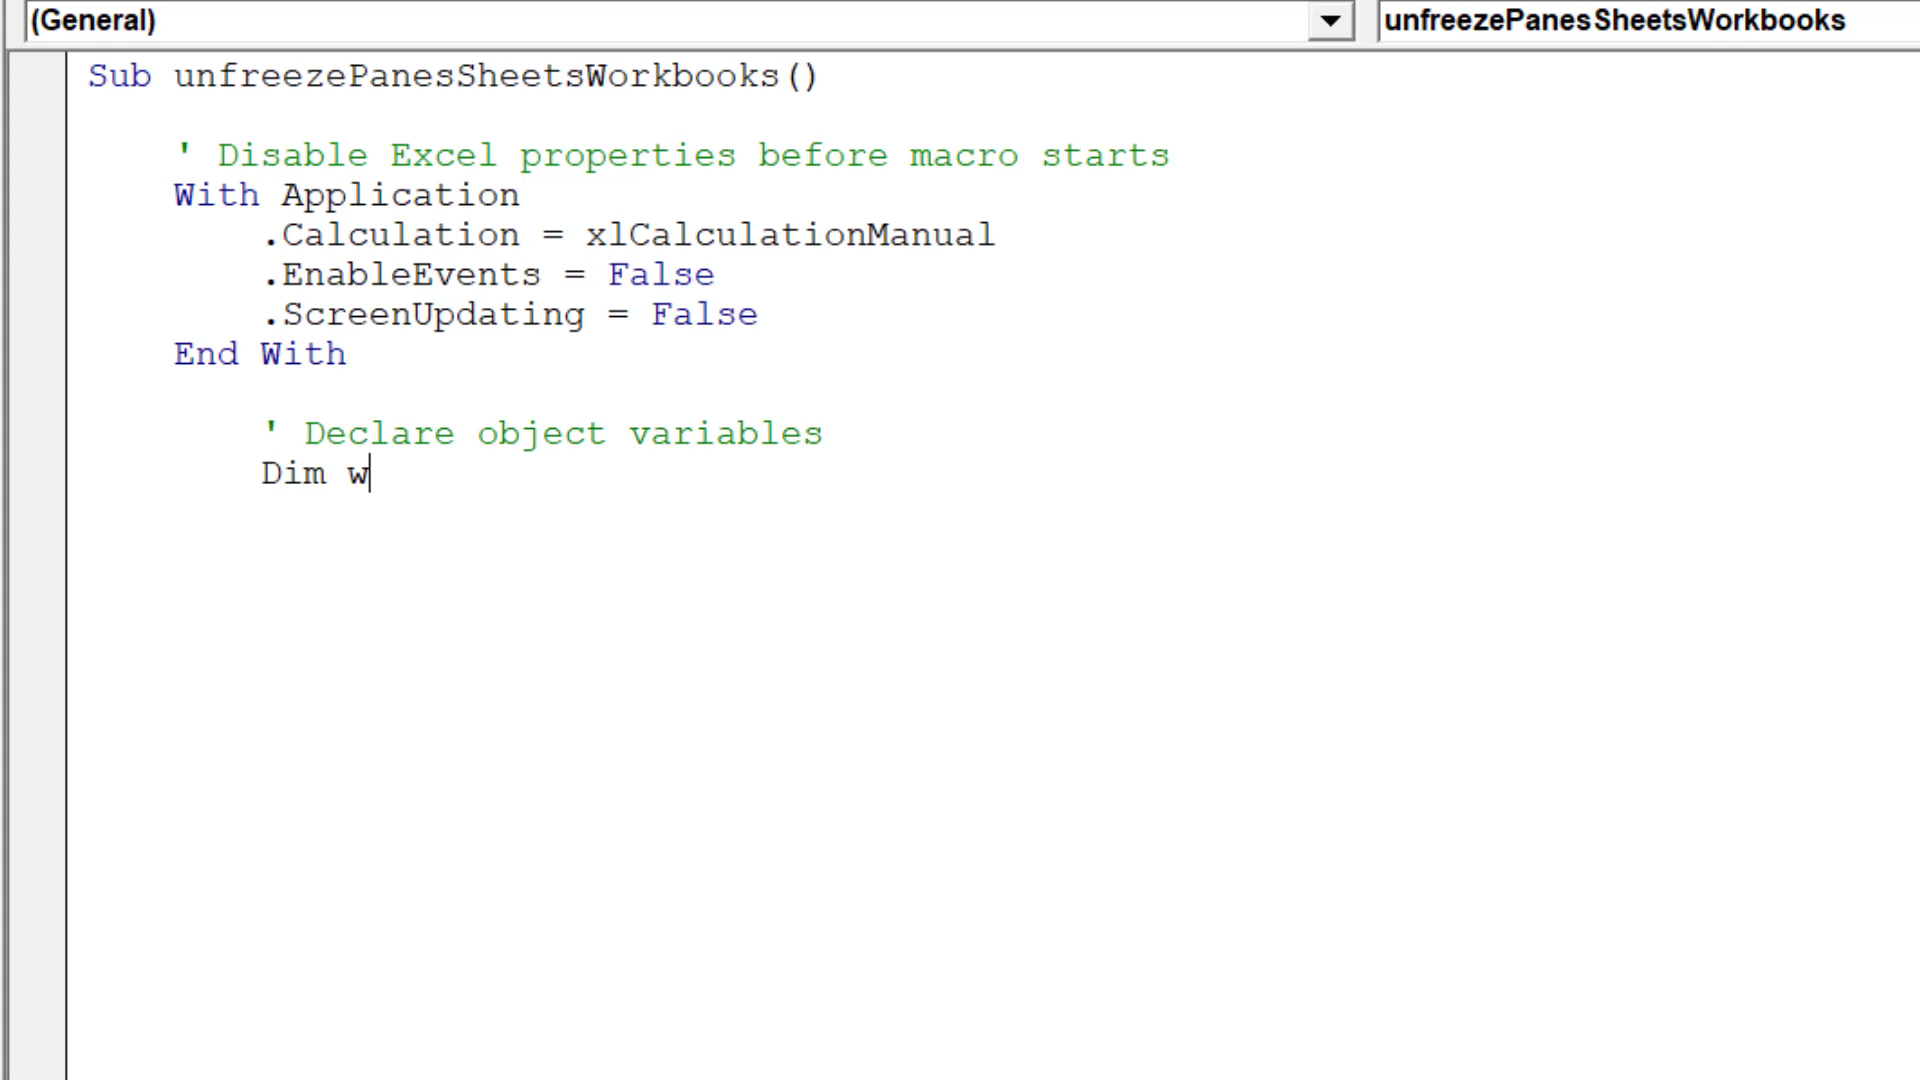 (General)
unfreezePanesSheetsWorkbooks
Sub unfreezePanesSheetsWorkbooks()
' Disable Excel properties before macro starts
With Application
.Calculation = xlCalculationManual
.EnableEvents = False
.ScreenUpdating = False
End With
' Declare object variables
Dim w